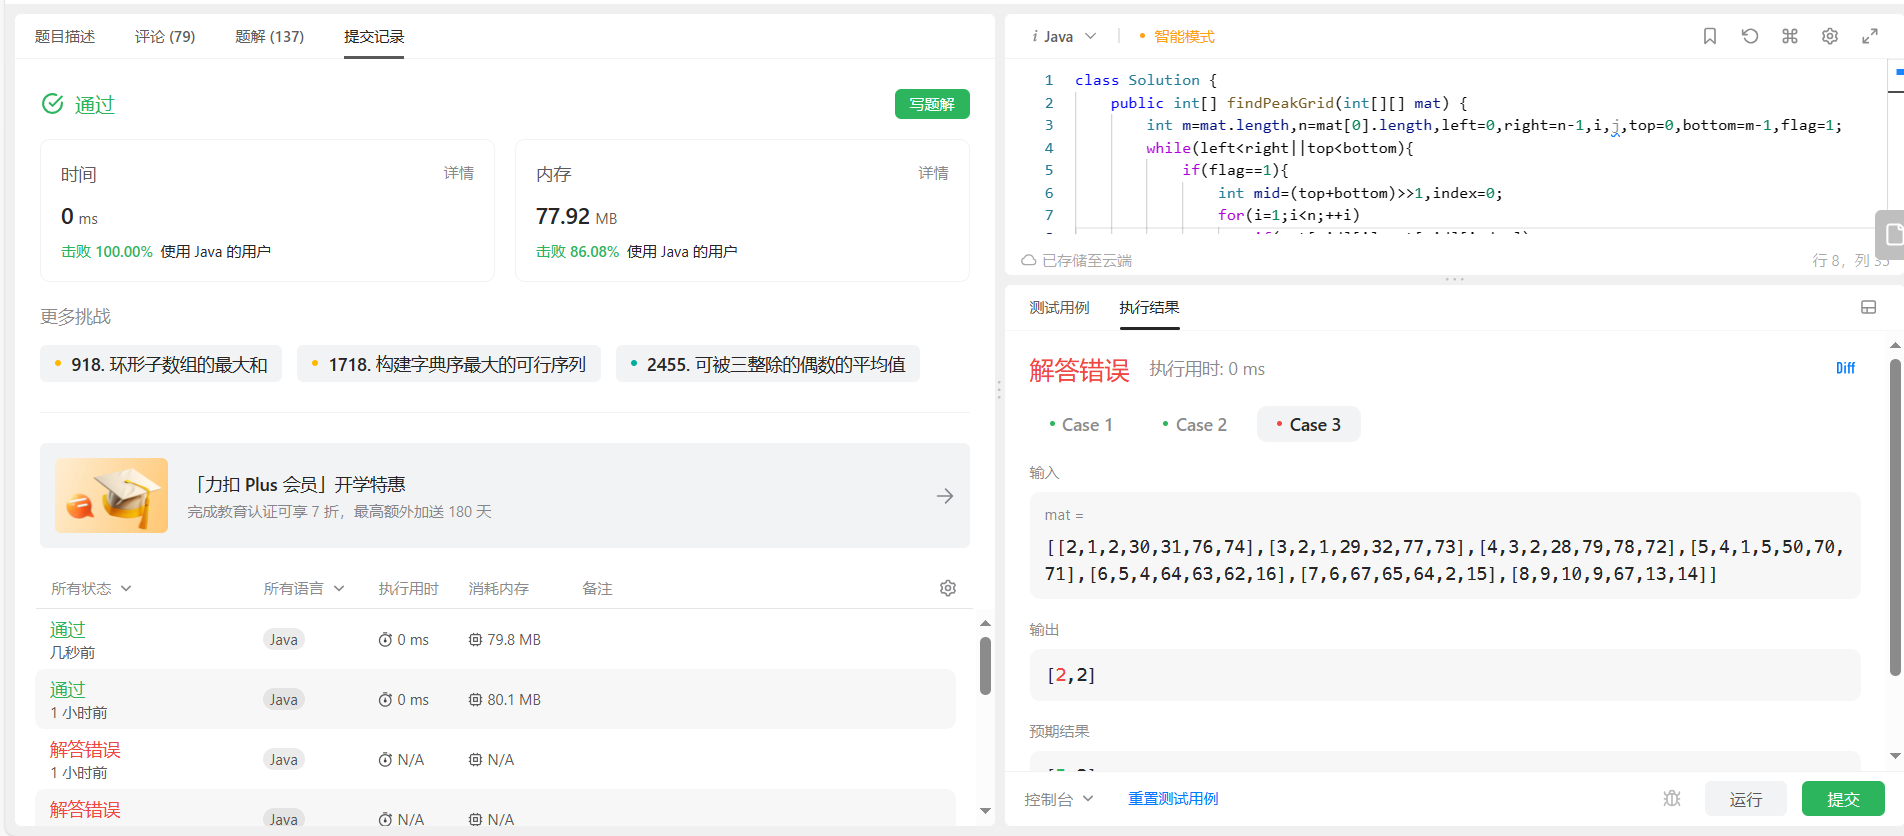 题目描述
评论 (79)
题解 (137)
提交记录
通过
写题解
时间
详情
0 ms
击败 100.00% 使用 Java 的用户
内存
详情
77.92 MB
击败 86.08% 使用 Java 的用户
更多挑战
918. 环形子数组的最大和
1718. 构建字典序最大的可行序列
2455. 可被三整除的偶数的平均值
「力扣 Plus 会员」开学特惠
完成教育认证可享 7 折，最高额外加送 180 天
所有状态 所有语言 执行用时 消耗内存 备注
通过
几秒前
Java 0 ms 79.8 MB
通过
1 小时前
Java 0 ms 80.1 MB
解答错误
1 小时前
Java N/A N/A
解答错误
Java N/A N/A
i Java
智能模式
1 class Solution {
2 public int[] findPeakGrid(int[][] mat) {
3 int m=mat.length,n=mat[0].length,left=0,right=n-1,i,j,top=0,bottom=m-1,flag=1;
4 while(left<right||top<bottom){
5 if(flag==1){
6 int mid=(top+bottom)>>1,index=0;
7 for(i=1;i<n;++i)
已存储至云端
行 8，列 35
测试用例
执行结果
解答错误
执行用时: 0 ms
Diff
Case 1
Case 2
Case 3
输入
mat =
[[2,1,2,30,31,76,74],[3,2,1,29,32,77,73],[4,3,2,28,79,78,72],[5,4,1,5,50,70,
71],[6,5,4,64,63,62,16],[7,6,67,65,64,2,15],[8,9,10,9,67,13,14]]
输出
[2,2]
预期结果
控制台
重置测试用例
运行
提交